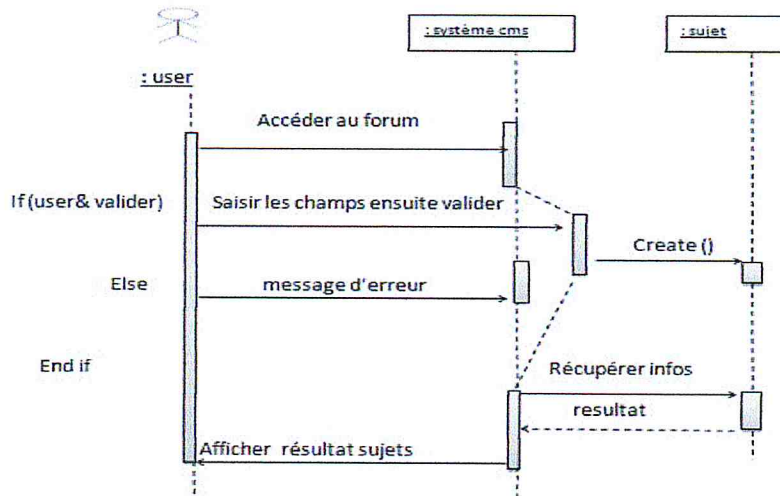 : système cms
: sujet
: user
Accéder au forum
If (user& valider)
Saisir les champs ensuite valider
Create ()
Else
message d'erreur
End if
Récupérer infos
resultat
Afficher résultat sujets